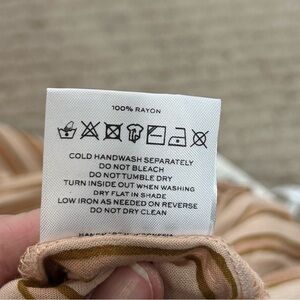 100% RAYON
COLD HANDWASH SEPARATELY
DO NOT BLEACH
DO NOT TUMBLE DRY
TURN INSIDE OUT WHEN WASHING
DRY FLAT IN SHADE
LOW IRON AS NEEDED ON REVERSE
DO NOT DRY CLEAN